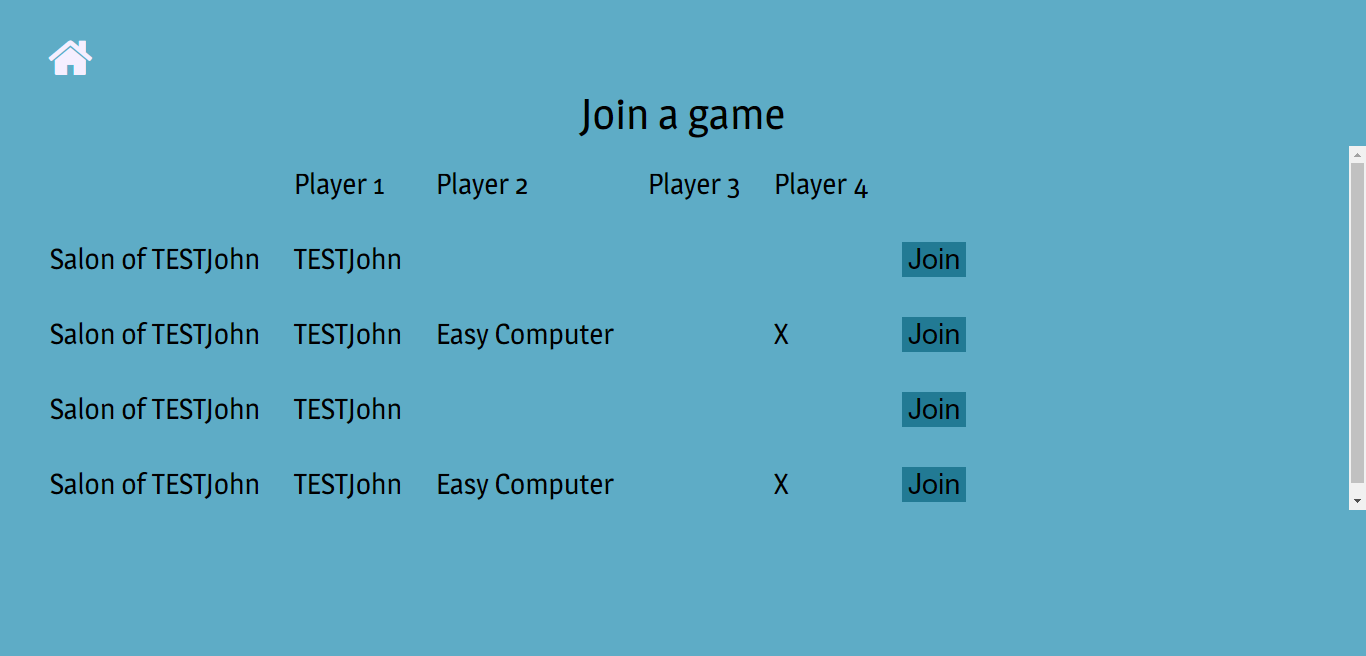 Join a game
Player 1 Player 2 Player 3 Player 4
Salon of TESTJohn TESTJohn Join
Salon of TESTJohn TESTJohn Easy Computer X Join
Salon of TESTJohn TESTJohn Join
Salon of TESTJohn TESTJohn Easy Computer X Join